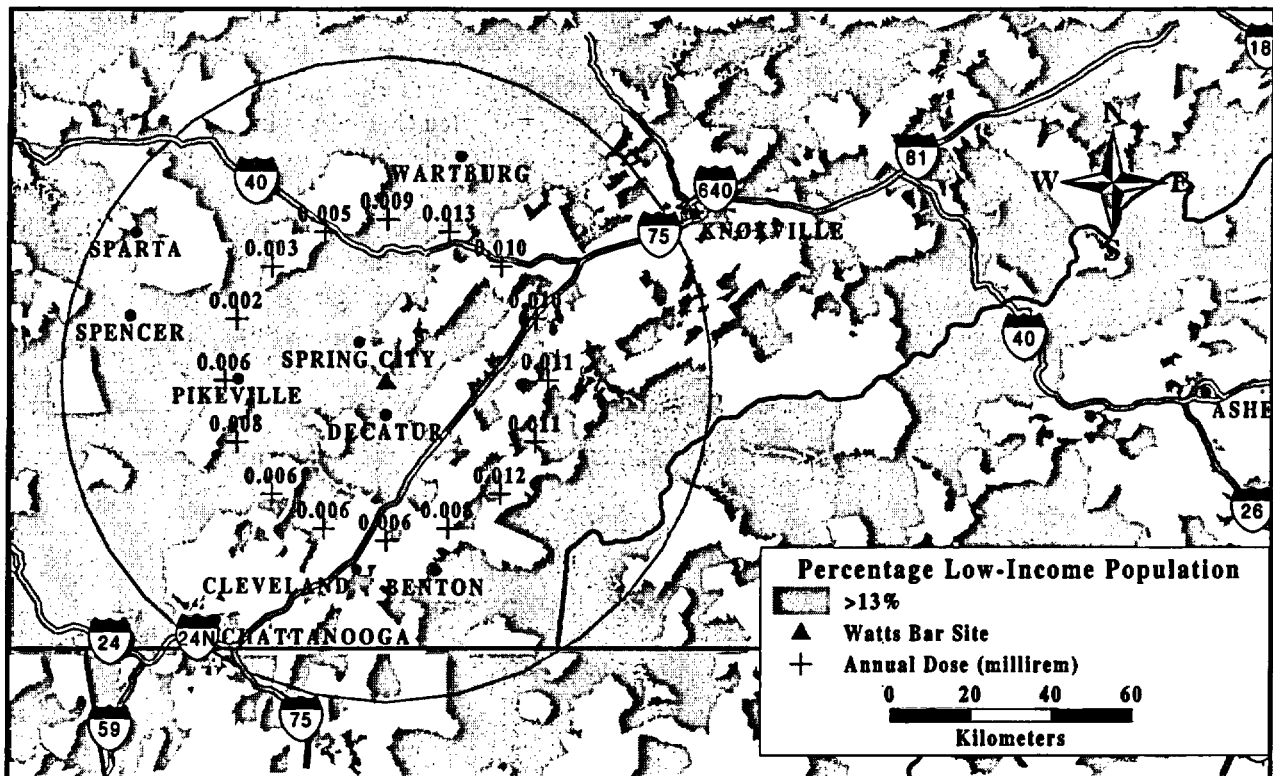 18
N
81
WARTBURG
640
40
W
E
0.009
0.005
0.013
75
KNOXVILLE
SPARTA
0.010
S
0.003
0.002
0.010
SPENCER
40
SPRING CITY
0.006
0.011
PIKEVILLE
ASHE
0.008
DECATOR
0.011
0.006
0.012
0.006
0.006
0.008
26
Percentage Low-Income Population
CLEVELAND
BENTON
>13%
24
24N
CHATTANOOGA
Watts Bar Site
Annual Dose (millirem)
0 20 40 60
59
75
Kilometers